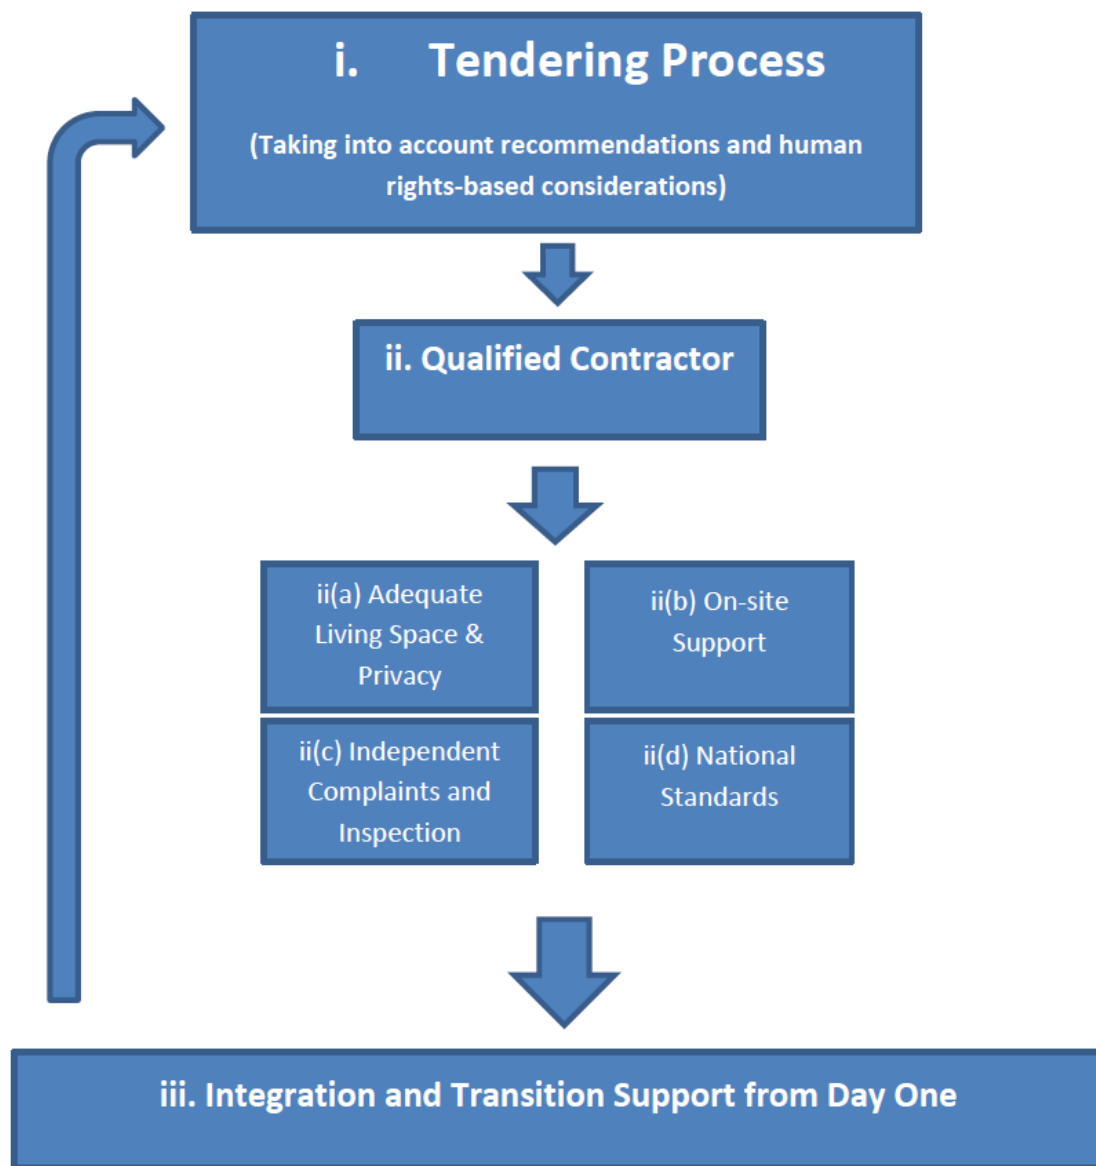 i. Tendering Process
(Taking into account recommendations and human
rights-based considerations)
ii. Qualified Contractor
ii(a) Adequate
Living Space &
Privacy
ii(b) On-site
Support
ii(c) Independent
Complaints and
Inspection
ii(d) National
Standards
iii. Integration and Transition Support from Day One